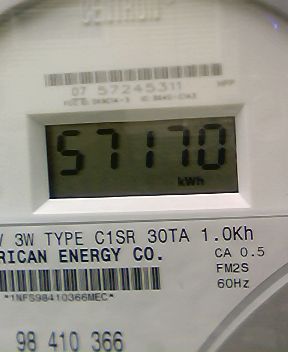 CENTRON
07 57245311
57170
kWh
V 3W TYPE C1SR 30TA 1.0Kh
RICAN ENERGY CO.
CA 0.5
FM2S
60Hz
*1NFS98410366MEC*
98 410 366